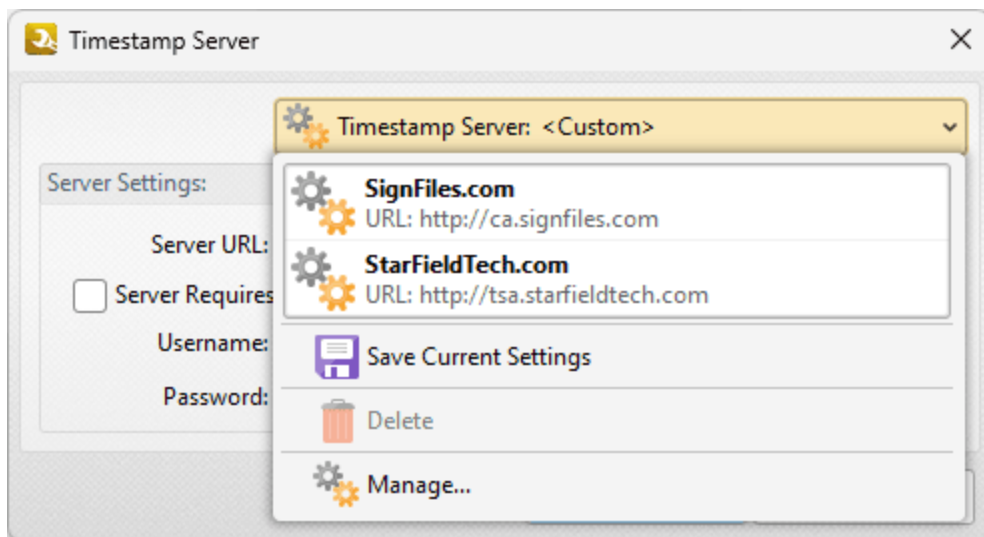 Timestamp Server
Timestamp Server: <Custom>
Server Settings:
SignFiles.com
URL: http://ca.signfiles.com
Server URL:
StarFieldTech.com
Server Requires
URL: http://tsa.starfieldtech.com
Username:
Save Current Settings
Password:
Delete
Manage...